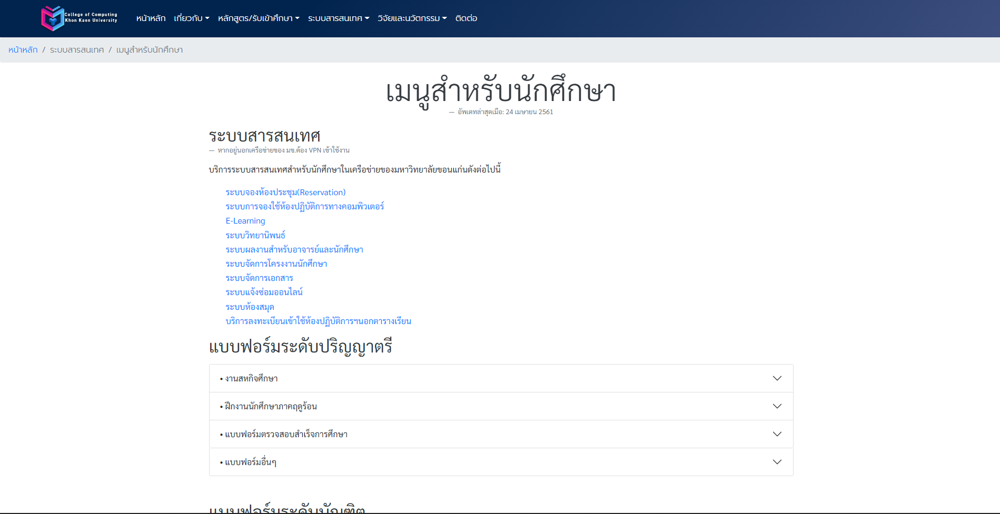 College of Computing
Khon Kaen University
หน้าหลัก เกี่ยวกับ หลักสูตร/รับเข้าศึกษา ระบบสารสนเทศ วิจัยและนวัตกรรม ติดต่อ
หน้าหลัก / ระบบสารสนเทศ / เมนูสำหรับนักศึกษา
เมนูสำหรับนักศึกษา
— อัพเดทล่าสุดเมื่อ: 24 เมษายน 2561
ระบบสารสนเทศ
— หากอยู่นอกเครือข่ายของ มข.ต้อง VPN เข้าใช้งาน
บริการระบบสารสนเทศสำหรับนักศึกษาในเครือข่ายของมหาวิทยาลัยขอนแก่นดังต่อไปนี้
ระบบจองห้องประชุม(Reservation)
ระบบการจองใช้ห้องปฏิบัติการทางคอมพิวเตอร์
E-Learning
ระบบวิทยานิพนธ์
ระบบผลงานสำหรับอาจารย์และนักศึกษา
ระบบจัดการโครงงานนักศึกษา
ระบบจัดการเอกสาร
ระบบแจ้งซ่อมออนไลน์
ระบบห้องสมุด
บริการลงทะเบียนเข้าใช้ห้องปฏิบัติการฯนอกตารางเรียน
แบบฟอร์มระดับปริญญาตรี
• งานสหกิจศึกษา
• ฝึกงานนักศึกษาภาคฤดูร้อน
• แบบฟอร์มตรวจสอบสำเร็จการศึกษา
• แบบฟอร์มอื่นๆ
แบบฟอร์มระดับบัณฑิต